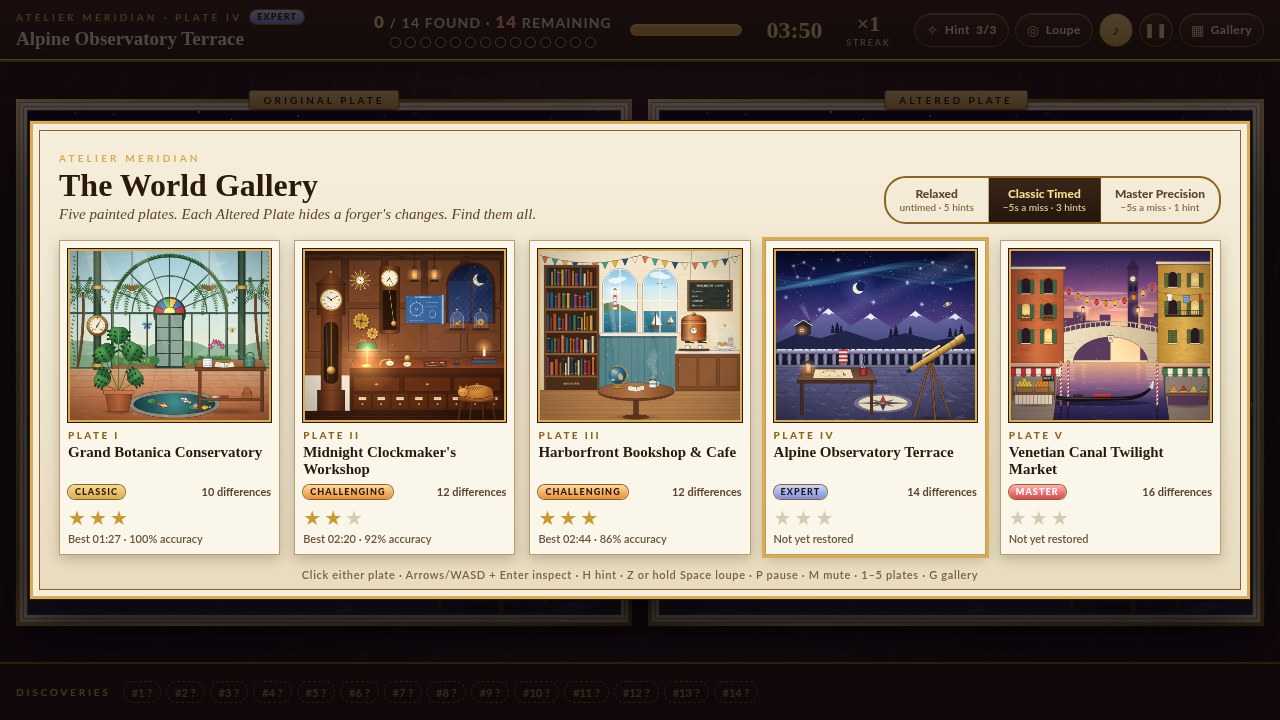 ATELIER MERIDIAN · PLATE IV EXPERT
Alpine Observatory Terrace
0 / 14 FOUND · 14 REMAINING
03:50
×1
STREAK
Hint 3/3
Loupe
Gallery
ORIGINAL PLATE
ALTERED PLATE
ATELIER MERIDIAN
The World Gallery
Five painted plates. Each Altered Plate hides a forger's changes. Find them all.
Relaxed
untimed · 5 hints
Classic Timed
−5s a miss · 3 hints
Master Precision
−5s a miss · 1 hint
PLATE I
Grand Botanica Conservatory
CLASSIC
10 differences
Best 01:27 · 100% accuracy
PLATE II
Midnight Clockmaker's
Workshop
CHALLENGING
12 differences
Best 02:20 · 92% accuracy
PLATE III
Harborfront Bookshop & Cafe
CHALLENGING
12 differences
Best 02:44 · 86% accuracy
PLATE IV
Alpine Observatory Terrace
EXPERT
14 differences
Not yet restored
PLATE V
Venetian Canal Twilight
Market
MASTER
16 differences
Not yet restored
Click either plate · Arrows/WASD + Enter inspect · H hint · Z or hold Space loupe · P pause · M mute · 1–5 plates · G gallery
DISCOVERIES
#1 ?
#2 ?
#3 ?
#4 ?
#5 ?
#6 ?
#7 ?
#8 ?
#9 ?
#10 ?
#11 ?
#12 ?
#13 ?
#14 ?